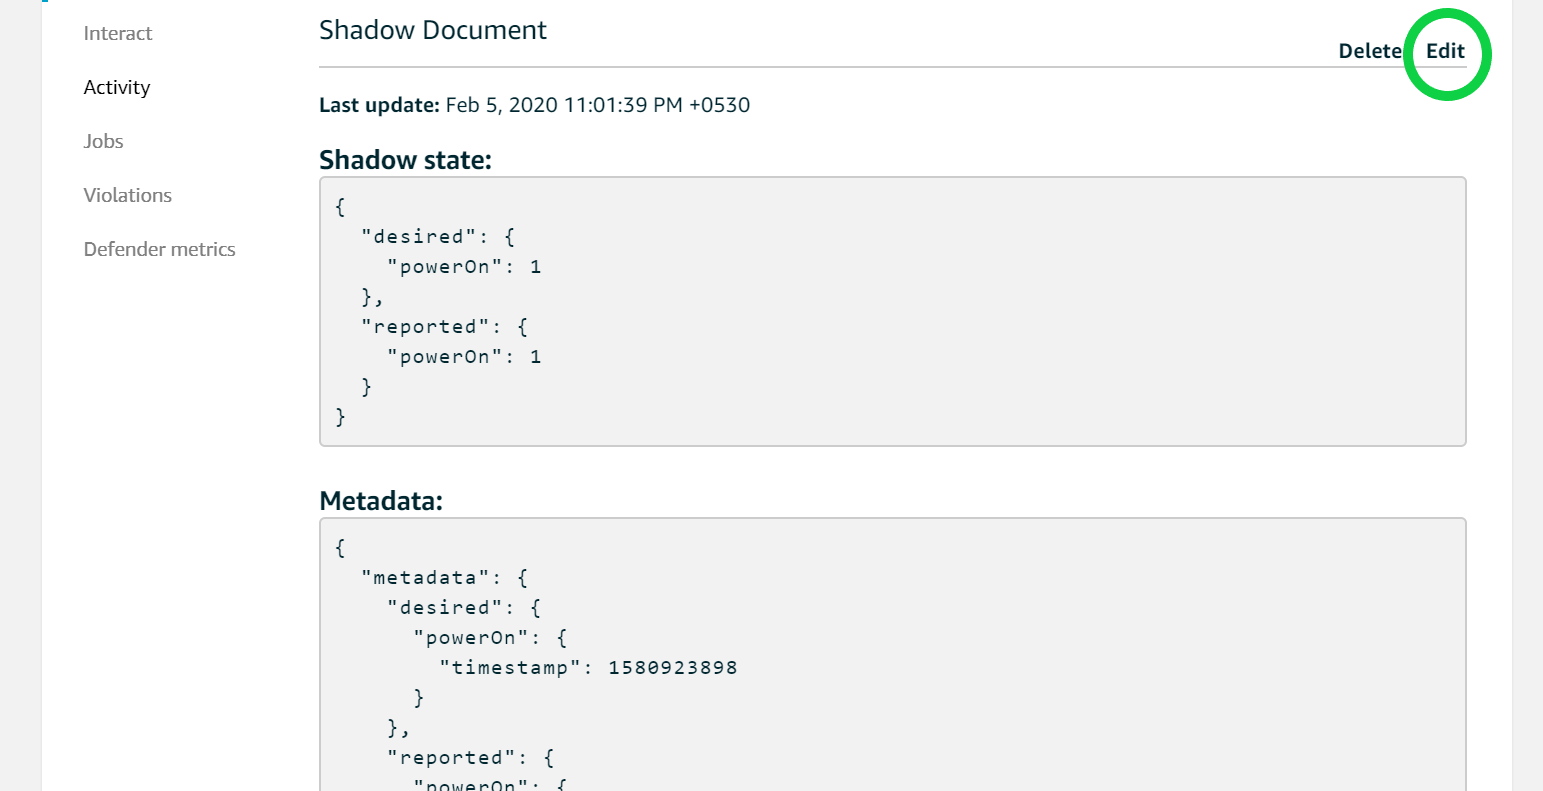 Interact
Activity
Jobs
Violations
Defender metrics
Shadow Document
Delete Edit
Last update: Feb 5, 2020 11:01:39 PM +0530
Shadow state:
{
  "desired": {
    "powerOn": 1
  },
  "reported": {
    "powerOn": 1
  }
}
Metadata:
{
  "metadata": {
    "desired": {
      "powerOn": {
        "timestamp": 1580923898
      }
    },
    "reported": {
      "powerOn": {